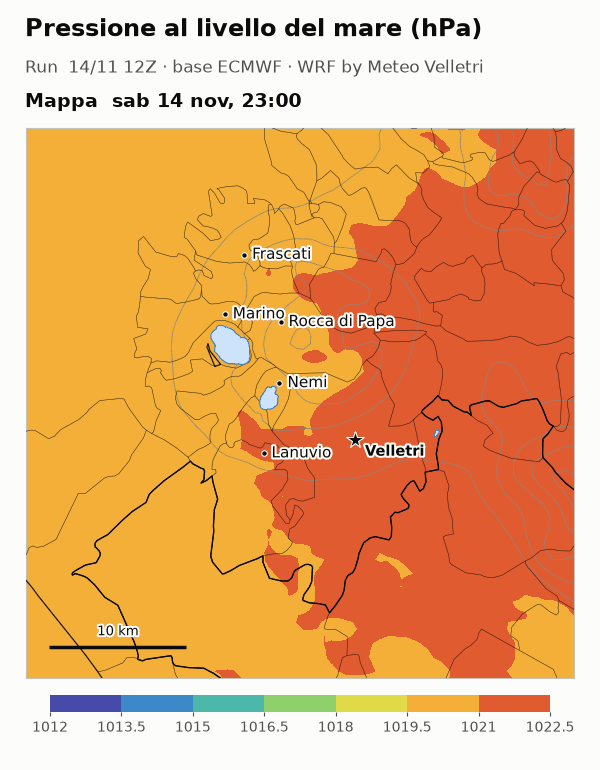 Pressione al livello del mare (hPa)
Run  14/11 12Z · base ECMWF · WRF by Meteo Velletri
Mappa  sab 14 nov, 23:00
Frascati
Marino
Rocca di Papa
Nemi
Velletri
Lanuvio
10 km
1012 1013.5 1015 1016.5 1018 1019.5 1021 1022.5